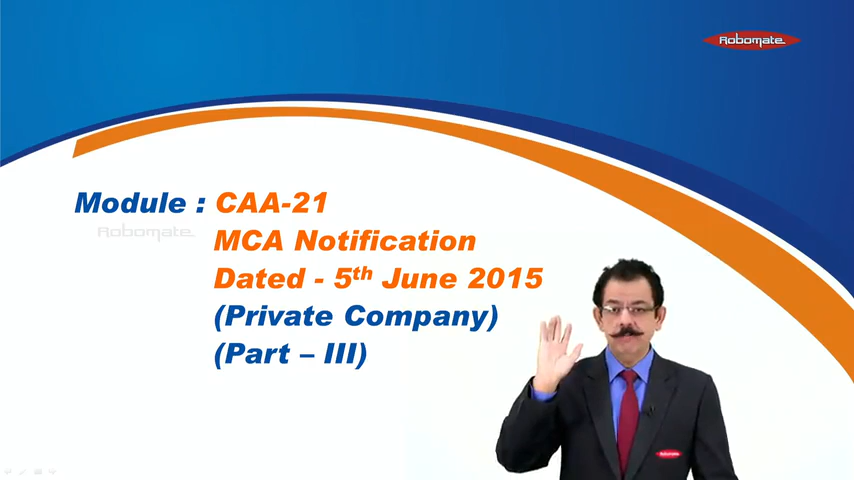 Robomate
Module : CAA-21
Robomate
MCA Notification
Dated - 5th June 2015
(Private Company)
(Part – III)
Robomate